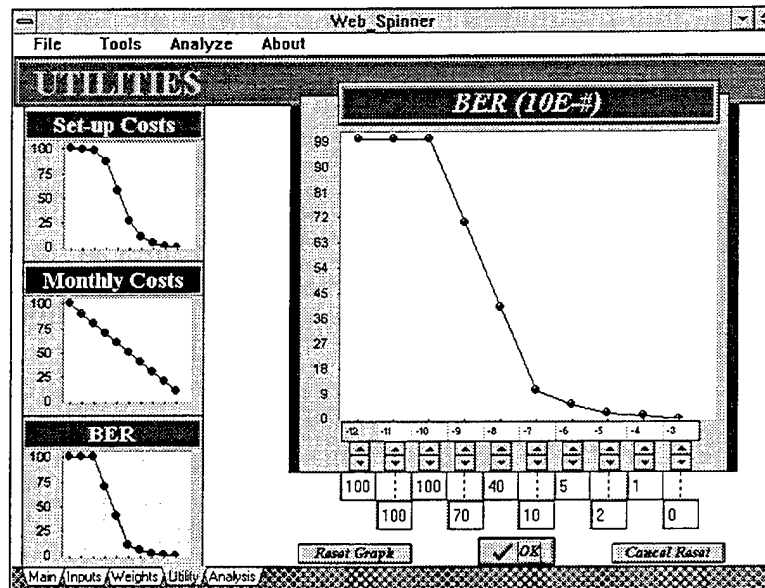 Web_Spinner
File Tools Analyze About
UTILITIES
Set-up Costs
100
75
50
25
0
Monthly Costs
100
75
50
25
0
BER
100
75
50
25
0
BER (10E-#)
99
90
81
72
63
54
45
36
27
18
9
0
-12 -11 -10 -9 -8 -7 -6 -5 -4 -3
100 100 40 5 1
100 70 10 2 0
Reset Graph OK Cancel Reset
Main Inputs Weights Utility Analysis